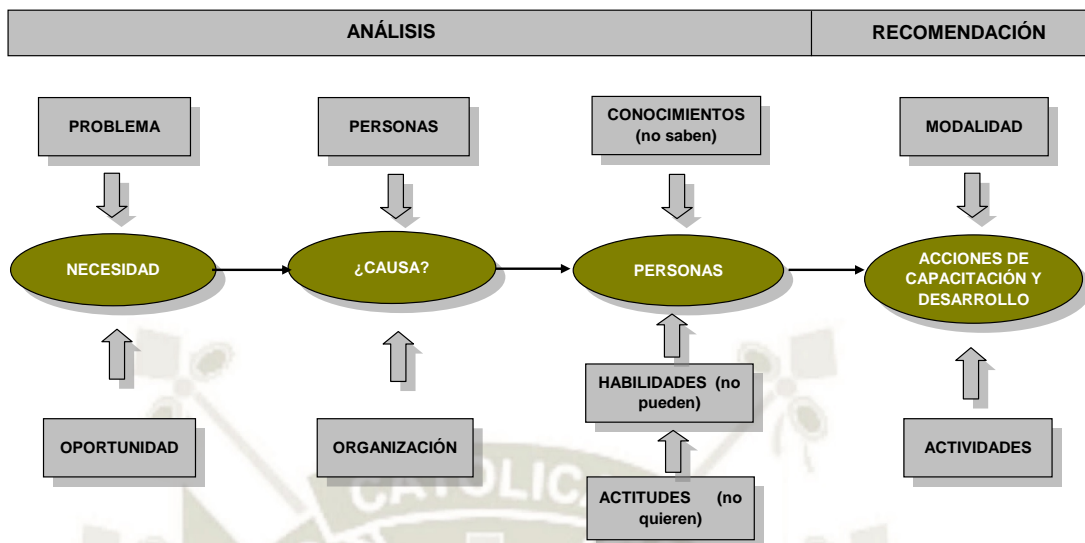 ANÁLISIS
RECOMENDACIÓN
PROBLEMA
PERSONAS
CONOCIMIENTOS
(no saben)
MODALIDAD
NECESIDAD
¿CAUSA?
PERSONAS
ACCIONES DE
CAPACITACIÓN Y
DESARROLLO
OPORTUNIDAD
ORGANIZACIÓN
HABILIDADES (no
pueden)
ACTIVIDADES
ACTITUDES (no
quieren)
CATOLICA